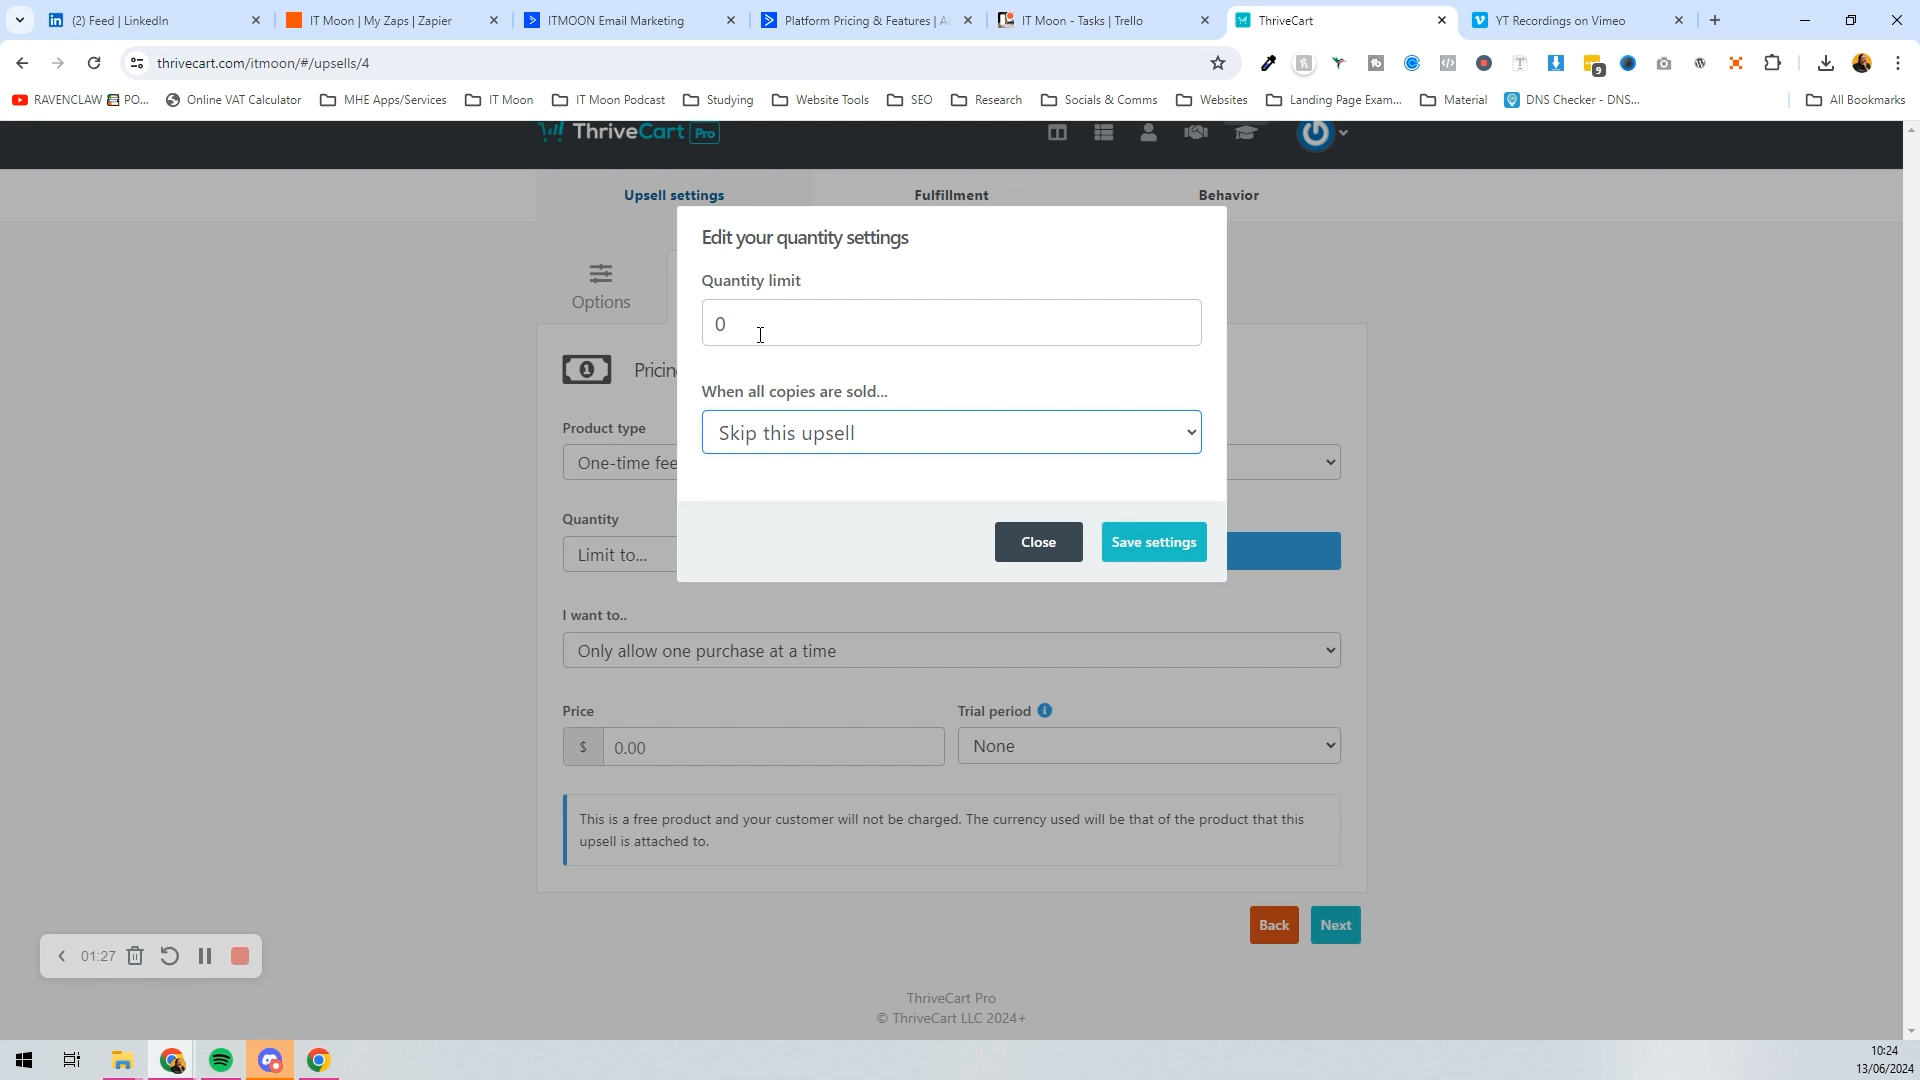 (2) Feed | LinkedIn
IT Moon | My Zaps | Zapier
ITMOON Email Marketing
Platform Pricing & Features | A
IT Moon - Tasks | Trello
ThriveCart
YT Recordings on Vimeo
thrivecart.com/itmoon/#/upsells/4
9
RAVENCLAW
PO...
Online VAT Calculator
MHE Apps/Services
IT Moon
IT Moon Podcast
Studying
Website Tools
SEO
Research
Socials & Comms
Websites
Landing Page Exam...
Material
DNS Checker - DNS...
All Bookmarks
ThriveCart Pro
Upsell settings
Fulfillment
Behavior
Edit your quantity settings
Quantity limit
0
When all copies are sold...
Skip this upsell
Close
Save settings
Options
Pricin
Product type
One-time fee
Quantity
Limit to...
I want to..
Only allow one purchase at a time
Price
Trial period
$
0.00
None
This is a free product and your customer will not be charged. The currency used will be that of the product that this
upsell is attached to.
Back
Next
01:27
ThriveCart Pro
© ThriveCart LLC 2024+
10:24
13/06/2024